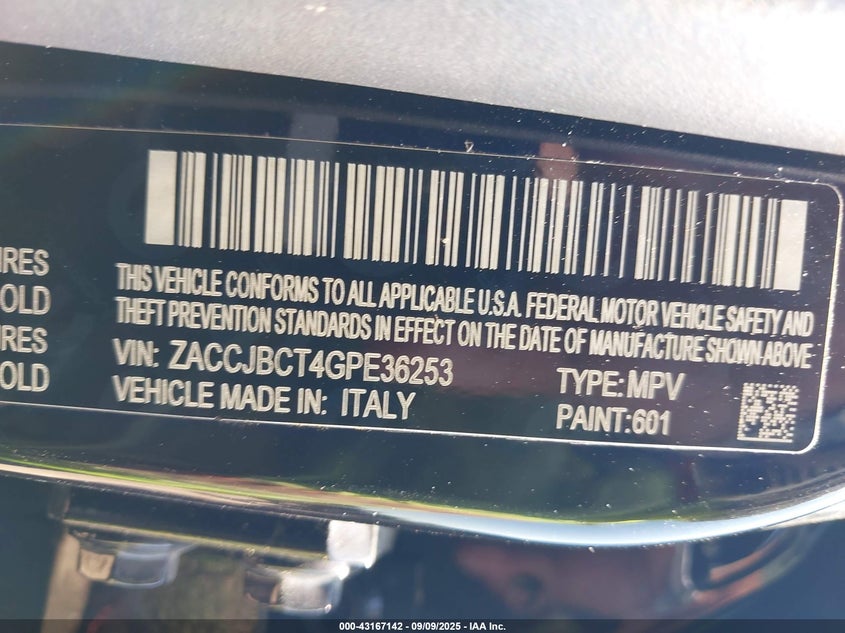 IRES
OLD
IRES
OLD
THIS VEHICLE CONFORMS TO ALL APPLICABLE U.S.A. FEDERAL MOTOR VEHICLE SAFETY AND
THEFT PREVENTION STANDARDS IN EFFECT ON THE DATE OF MANUFACTURE SHOWN ABOVE
VIN: ZACCJBCT4GPE36253 TYPE: MPV
VEHICLE MADE IN: ITALY PAINT:601
000-43167142 - 09/09/2025 - IAA Inc.